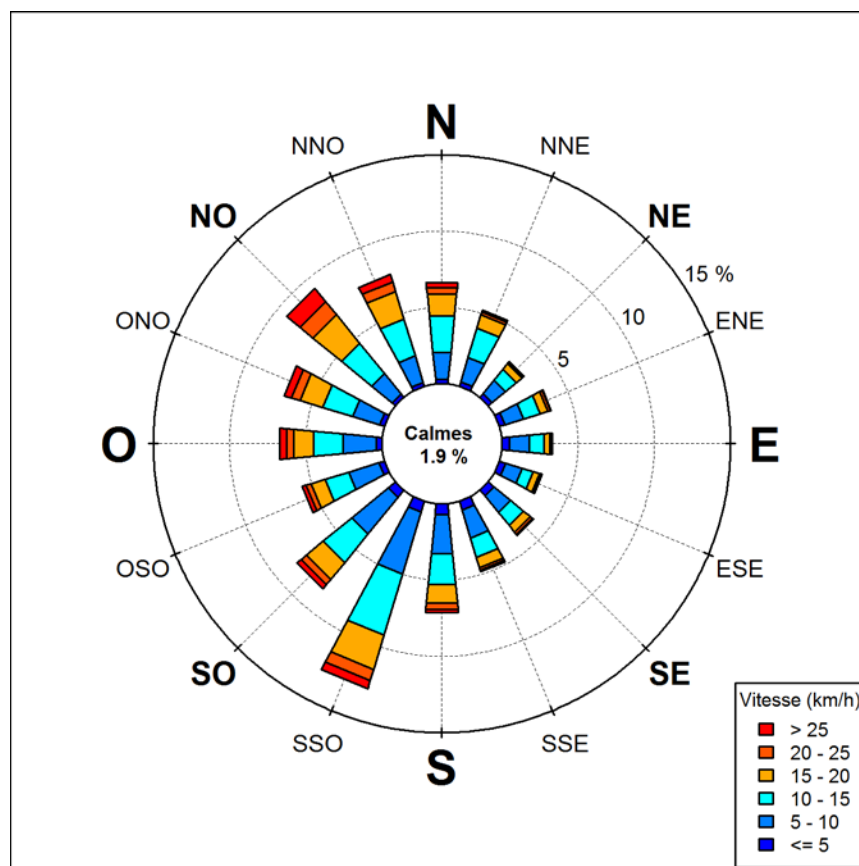 N
NNO
NNE
NO
NE
15 %
10
ONO
ENE
5
Calmes
1.9 %
O
E
OSO
ESE
SO
SE
SSO
SSE
S
Vitesse (km/h)
> 25
20 - 25
15 - 20
10 - 15
5 - 10
<= 5